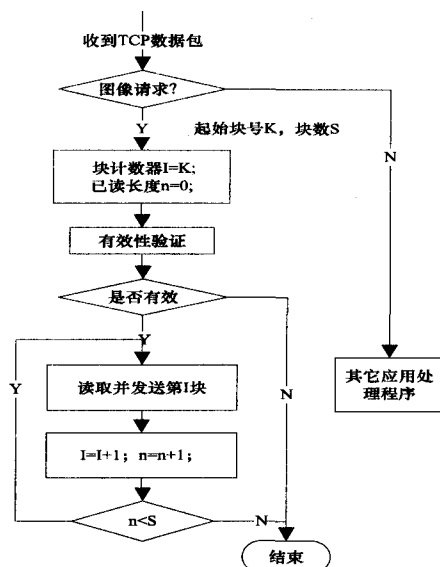 收到TCP数据包
图像请求?
Y
起始块号K，块数S
N
块计数器I=K;
已读长度n=0;
有效性验证
是否有效
Y
Y
N
读取并发送第I块
其它应用处
理程序
I=I+1；n=n+1；
n<S
N
结束